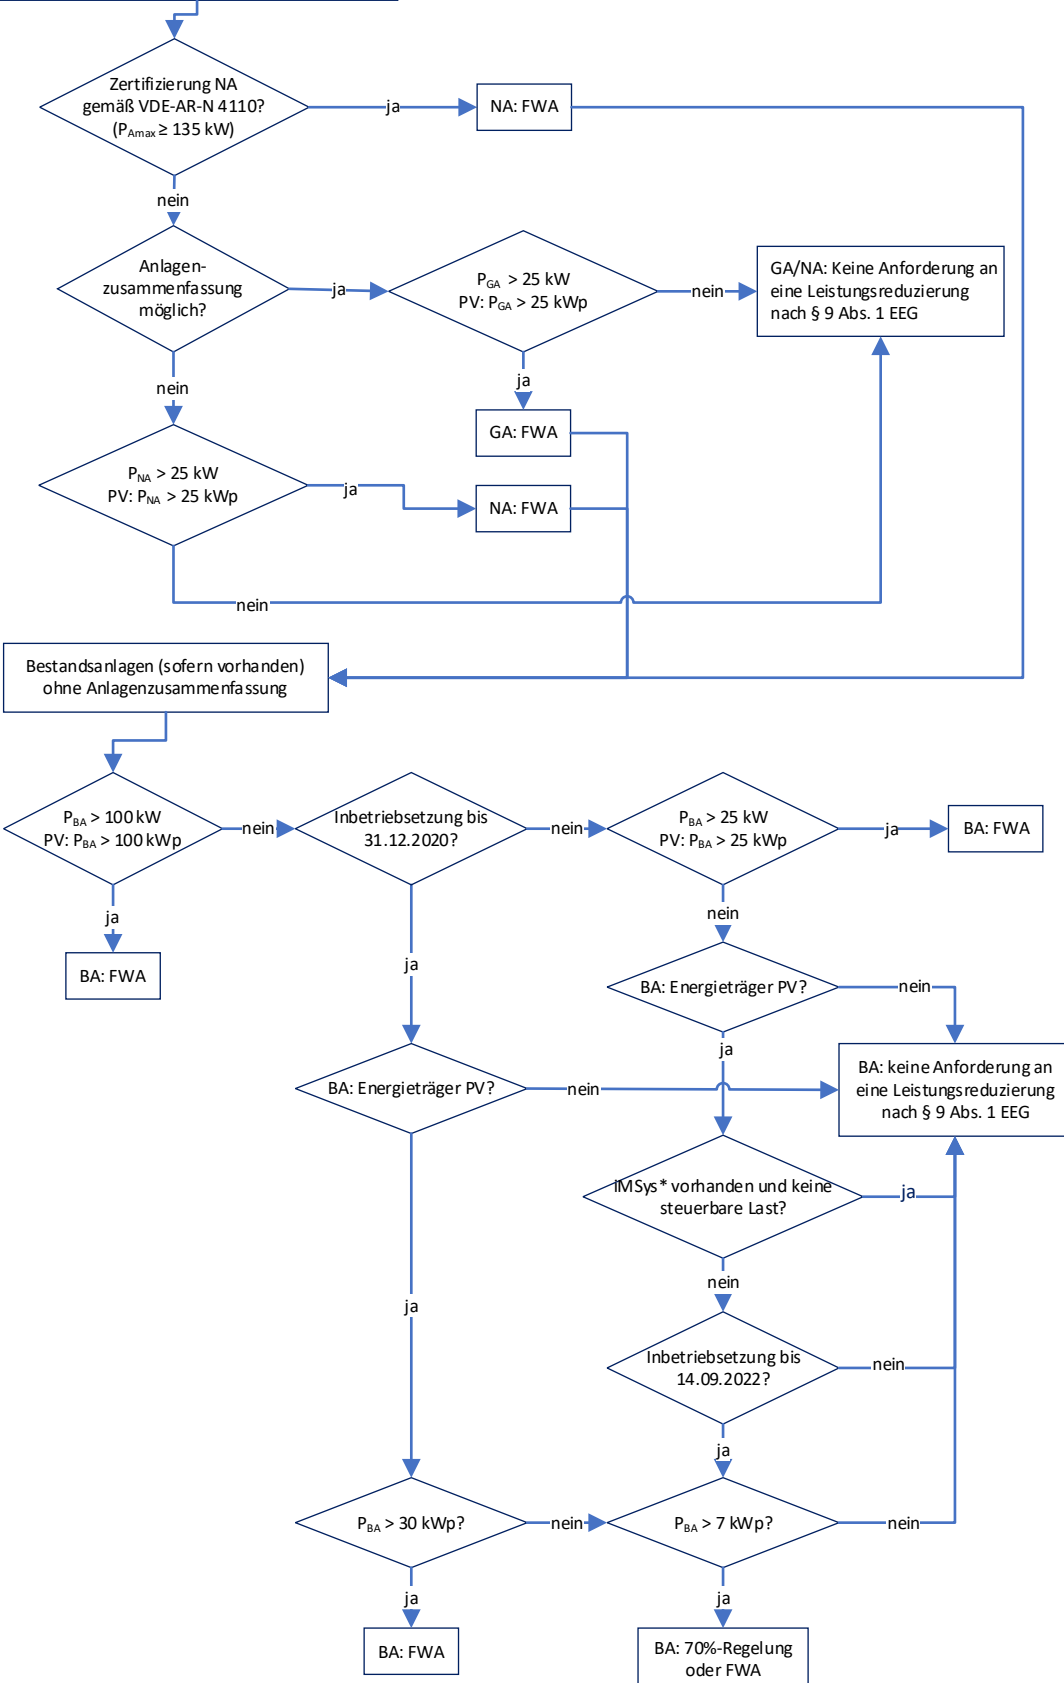 Zertifizierung NA
gemäß VDE-AR-N 4110?
(PAmax ≥ 135 kW)
ja
NA: FWA
nein
Anlagen-
zusammenfassung
möglich?
ja
PGA > 25 kW
PV: PGA > 25 kWp
nein
GA/NA: Keine Anforderung an
eine Leistungsreduzierung
nach § 9 Abs. 1 EEG
nein
ja
GA: FWA
PNA > 25 kW
PV: PNA > 25 kWp
ja
NA: FWA
nein
Bestandsanlagen (sofern vorhanden)
ohne Anlagenzusammenfassung
PBA > 100 kW
PV: PBA > 100 kWp
nein
Inbetriebsetzung bis
31.12.2020?
nein
PBA > 25 kW
PV: PBA > 25 kWp
ja
BA: FWA
ja
BA: FWA
nein
ja
BA: Energieträger PV?
nein
ja
BA: Energieträger PV?
nein
BA: keine Anforderung an
eine Leistungsreduzierung
nach § 9 Abs. 1 EEG
iMSys* vorhanden und keine
steuerbare Last?
ja
nein
ja
Inbetriebsetzung bis
14.09.2022?
nein
ja
PBA > 30 kWp?
nein
PBA > 7 kWp?
nein
ja
ja
BA: FWA
BA: 70%-Regelung
oder FWA